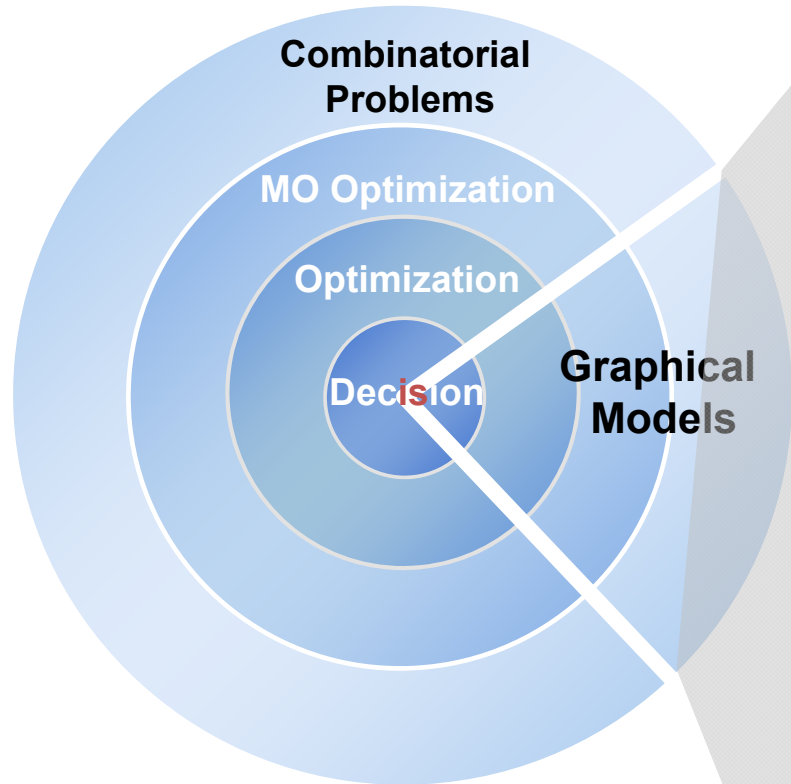 Combinatorial
Problems
MO Optimization
Optimization
Decision
Graphical
Models